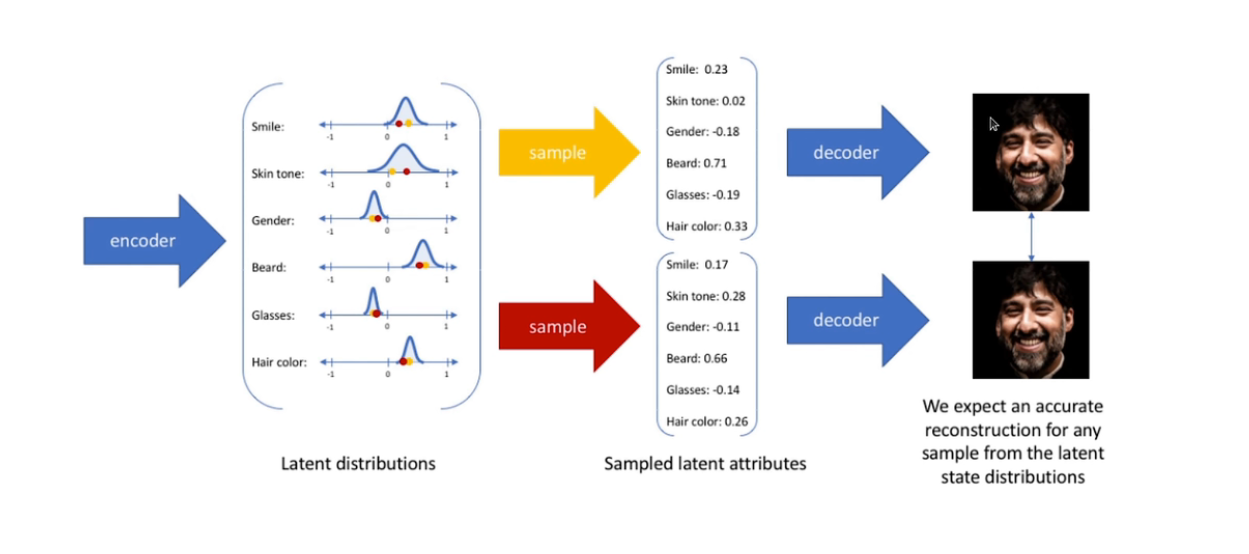 encoder
Smile:
-1 0 1
Skin tone:
-1 0 1
Gender:
-1 0 1
Beard:
-1 0 1
Glasses:
-1 0 1
Hair color:
-1 0 1
Latent distributions
sample
Smile: 0.23
Skin tone: 0.02
Gender: -0.18
Beard: 0.71
Glasses: -0.19
Hair color: 0.33
decoder
sample
Smile: 0.17
Skin tone: 0.28
Gender: -0.11
Beard: 0.66
Glasses: -0.14
Hair color: 0.26
decoder
Sampled latent attributes
We expect an accurate
reconstruction for any
sample from the latent
state distributions